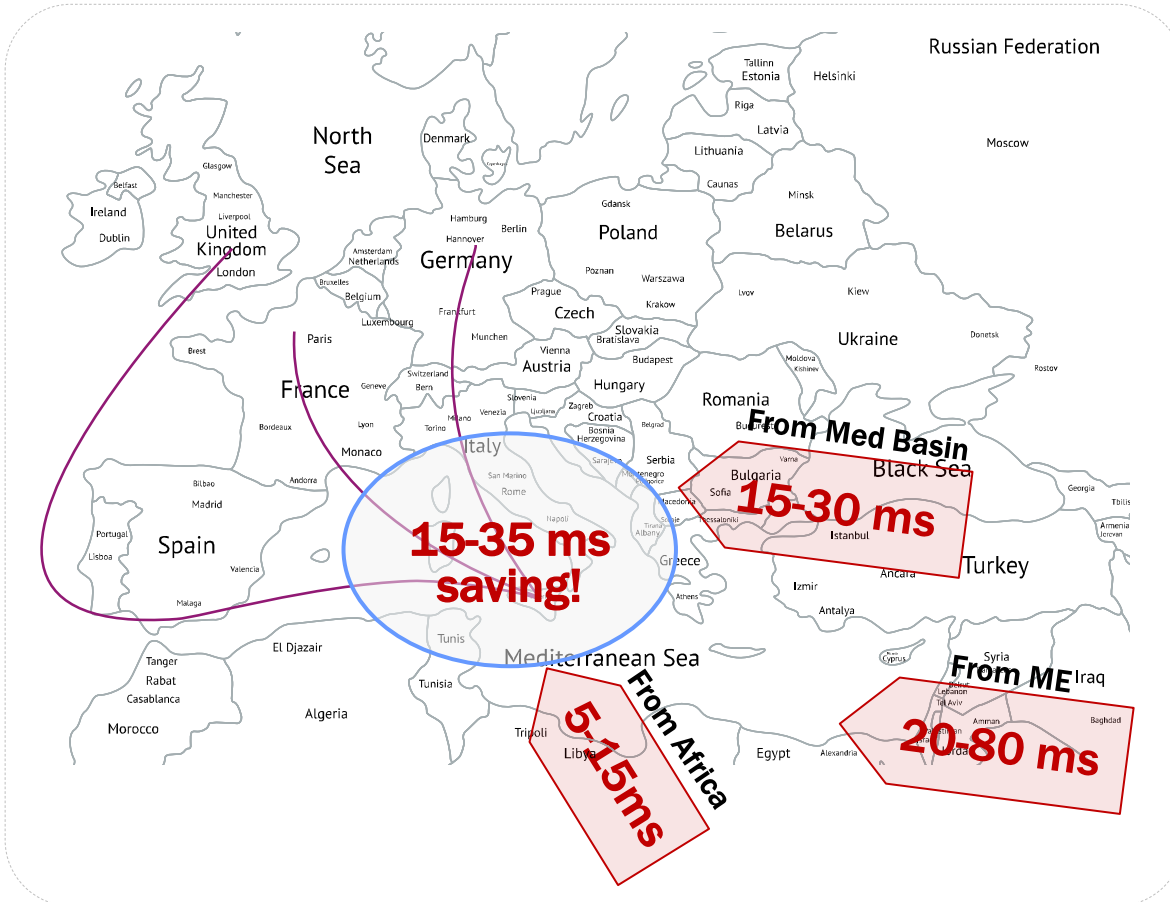 Russian Federation
Tallinn
Estonia
Helsinki
Riga
Latvia
Moscow
North
Sea
Denmark
Lithuania
Glasgow
Caunas
Belfast
Manchester
Minsk
Ireland
Liverpool
Hamburg
Gdansk
Dublin
United
Kingdom
Hannover
Berlin
Poland
Belarus
Amsterdam
Netherlands
Germany
London
Poznan
Warszawa
Bruxelles
Belgium
Prague
Lvov
Kiew
Krakow
Frankfurt
Czech
Luxembourg
Slovakia
Bratislava
Paris
Munchen
Ukraine
Donetsk
Brest
Vienna
Austria
Budapest
Moldova
Kishinev
Rostov
Switzerland
Bern
France
Geneve
Hungary
Slovenia
Romania
Zagreb
Croatia
Venezia
Ljubljana
Milano
Torino
Bordeaux
Lyon
Bosnia
Herzegovina
Belgrad
Bucurest
From Med Basin
Monaco
Italy
Sarajevo
Serbia
Varna
Bulgaria
Black Sea
San Marino
Montenegro
Andorra
Bilbao
Rome
Sofia
15-30 ms
Georgia
Madrid
Macedonia
Tbilis
Napoli
Skopje
Thessaloniki
Tirana
Albany
Istanbul
Armenia
Jerevan
Portugal
Lisboa
Spain
15-35 ms
saving!
Greece
Turkey
Valencia
Ancara
Izmir
Athens
Malaga
Antalya
Tunis
El Djazair
Mediterranean Sea
Cyprus
Syria
Tanger
From ME
Iraq
Rabat
Tunisia
From Africa
Beirut
Lebanon
Casablanca
Tel Aviv
Algeria
Morocco
Tripoli
Libya
5-15ms
Amman
Baghdad
20-80 ms
Egypt
Alexandria